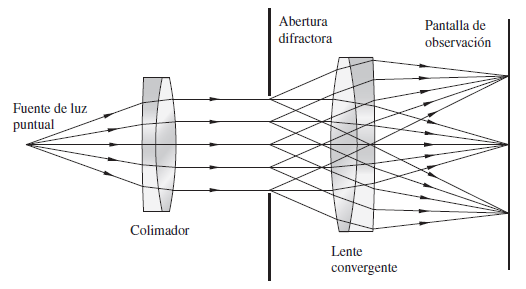 Abertura
difractora
Pantalla de
observación
Fuente de luz
puntual
Colimador
Lente
convergente